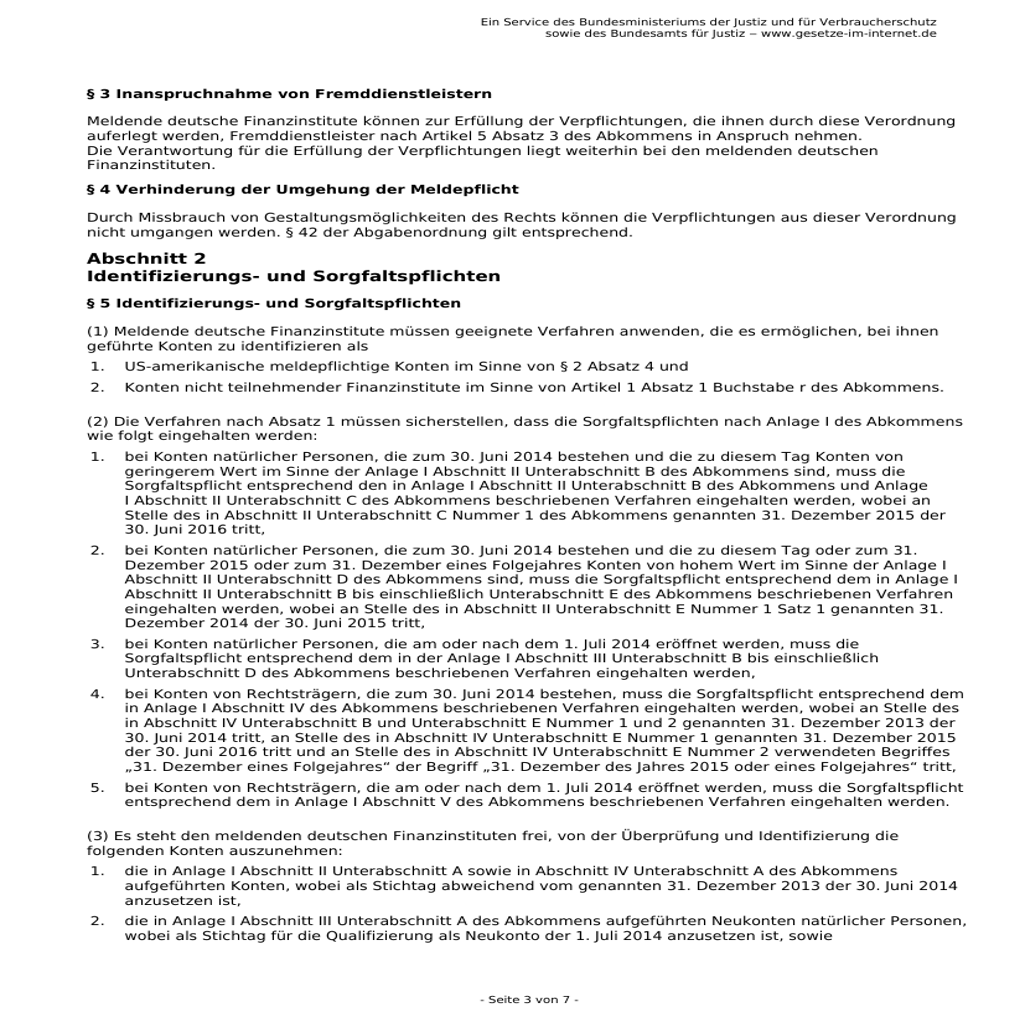 Ein Service des Bundesministeriums der Justiz und für Verbraucherschutz
sowie des Bundesamts für Justiz – www.gesetze-im-internet.de
§ 3 Inanspruchnahme von Fremddienstleistern
Meldende deutsche Finanzinstitute können zur Erfüllung der Verpflichtungen, die ihnen durch diese Verordnung
auferlegt werden, Fremddienstleister nach Artikel 5 Absatz 3 des Abkommens in Anspruch nehmen.
Die Verantwortung für die Erfüllung der Verpflichtungen liegt weiterhin bei den meldenden deutschen
Finanzinstituten.
§ 4 Verhinderung der Umgehung der Meldepflicht
Durch Missbrauch von Gestaltungsmöglichkeiten des Rechts können die Verpflichtungen aus dieser Verordnung
nicht umgangen werden. § 42 der Abgabenordnung gilt entsprechend.
Abschnitt 2
Identifizierungs- und Sorgfaltspflichten
§ 5 Identifizierungs- und Sorgfaltspflichten
(1) Meldende deutsche Finanzinstitute müssen geeignete Verfahren anwenden, die es ermöglichen, bei ihnen
geführte Konten zu identifizieren als
1. US-amerikanische meldepflichtige Konten im Sinne von § 2 Absatz 4 und
2. Konten nicht teilnehmender Finanzinstitute im Sinne von Artikel 1 Absatz 1 Buchstabe r des Abkommens.
(2) Die Verfahren nach Absatz 1 müssen sicherstellen, dass die Sorgfaltspflichten nach Anlage I des Abkommens
wie folgt eingehalten werden:
1. bei Konten natürlicher Personen, die zum 30. Juni 2014 bestehen und die zu diesem Tag Konten von
geringerem Wert im Sinne der Anlage I Abschnitt II Unterabschnitt B des Abkommens sind, muss die
Sorgfaltspflicht entsprechend den in Anlage I Abschnitt II Unterabschnitt B des Abkommens und Anlage
I Abschnitt II Unterabschnitt C des Abkommens beschriebenen Verfahren eingehalten werden, wobei an
Stelle des in Abschnitt II Unterabschnitt C Nummer 1 des Abkommens genannten 31. Dezember 2015 der
30. Juni 2016 tritt,
2. bei Konten natürlicher Personen, die zum 30. Juni 2014 bestehen und die zu diesem Tag oder zum 31.
Dezember 2015 oder zum 31. Dezember eines Folgejahres Konten von hohem Wert im Sinne der Anlage I
Abschnitt II Unterabschnitt D des Abkommens sind, muss die Sorgfaltspflicht entsprechend dem in Anlage I
Abschnitt II Unterabschnitt B bis einschließlich Unterabschnitt E des Abkommens beschriebenen Verfahren
eingehalten werden, wobei an Stelle des in Abschnitt II Unterabschnitt E Nummer 1 Satz 1 genannten 31.
Dezember 2014 der 30. Juni 2015 tritt,
3. bei Konten natürlicher Personen, die am oder nach dem 1. Juli 2014 eröffnet werden, muss die
Sorgfaltspflicht entsprechend dem in der Anlage I Abschnitt III Unterabschnitt B bis einschließlich
Unterabschnitt D des Abkommens beschriebenen Verfahren eingehalten werden,
4. bei Konten von Rechtsträgern, die zum 30. Juni 2014 bestehen, muss die Sorgfaltspflicht entsprechend dem
in Anlage I Abschnitt IV des Abkommens beschriebenen Verfahren eingehalten werden, wobei an Stelle des
in Abschnitt IV Unterabschnitt B und Unterabschnitt E Nummer 1 und 2 genannten 31. Dezember 2013 der
30. Juni 2014 tritt, an Stelle des in Abschnitt IV Unterabschnitt E Nummer 1 genannten 31. Dezember 2015
der 30. Juni 2016 tritt und an Stelle des in Abschnitt IV Unterabschnitt E Nummer 2 verwendeten Begriffes
„31. Dezember eines Folgejahres“ der Begriff „31. Dezember des Jahres 2015 oder eines Folgejahres“ tritt,
5. bei Konten von Rechtsträgern, die am oder nach dem 1. Juli 2014 eröffnet werden, muss die Sorgfaltspflicht
entsprechend dem in Anlage I Abschnitt V des Abkommens beschriebenen Verfahren eingehalten werden.
(3) Es steht den meldenden deutschen Finanzinstituten frei, von der Überprüfung und Identifizierung die
folgenden Konten auszunehmen:
1. die in Anlage I Abschnitt II Unterabschnitt A sowie in Abschnitt IV Unterabschnitt A des Abkommens
aufgeführten Konten, wobei als Stichtag abweichend vom genannten 31. Dezember 2013 der 30. Juni 2014
anzusetzen ist,
2. die in Anlage I Abschnitt III Unterabschnitt A des Abkommens aufgeführten Neukonten natürlicher Personen,
wobei als Stichtag für die Qualifizierung als Neukonto der 1. Juli 2014 anzusetzen ist, sowie
- Seite 3 von 7 -